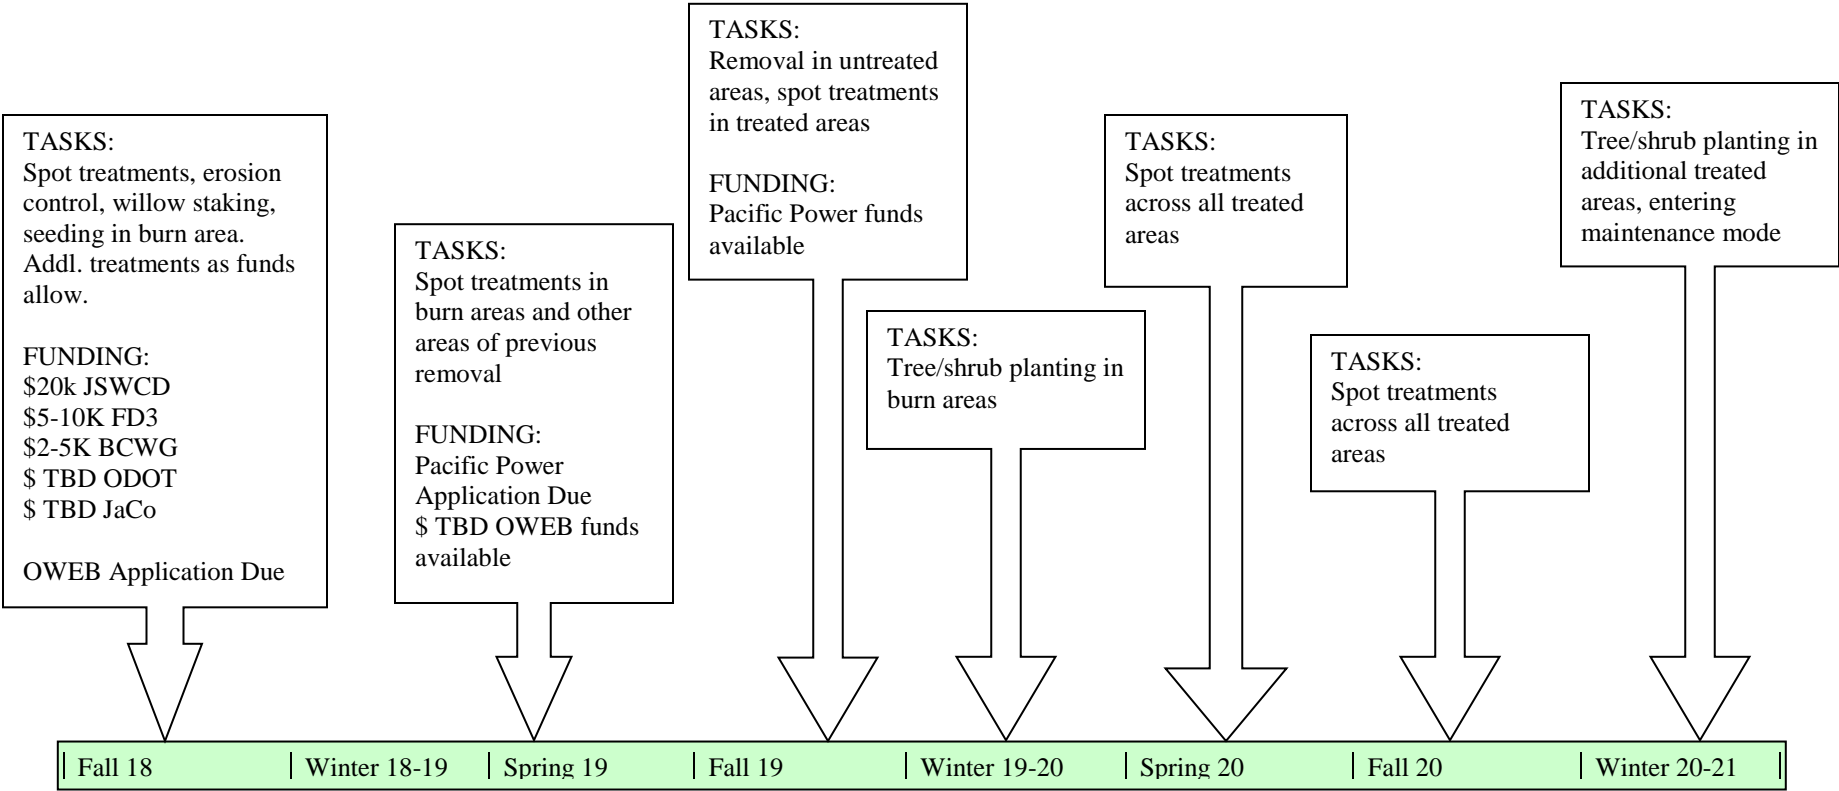 TASKS:
Spot treatments, erosion
control, willow staking,
seeding in burn area.
Addl. treatments as funds
allow.
FUNDING:
$20k JSWCD
$5-10K FD3
$2-5K BCWG
$ TBD ODOT
$ TBD JaCo
OWEB Application Due
TASKS:
Spot treatments in
burn areas and other
areas of previous
removal
FUNDING:
Pacific Power
Application Due
$ TBD OWEB funds
available
TASKS:
Removal in untreated
areas, spot treatments
in treated areas
FUNDING:
Pacific Power funds
available
TASKS:
Tree/shrub planting in
burn areas
TASKS:
Spot treatments
across all treated
areas
TASKS:
Spot treatments
across all treated
areas
TASKS:
Tree/shrub planting in
additional treated
areas, entering
maintenance mode
Fall 18
Winter 18-19
Spring 19
Fall 19
Winter 19-20
Spring 20
Fall 20
Winter 20-21